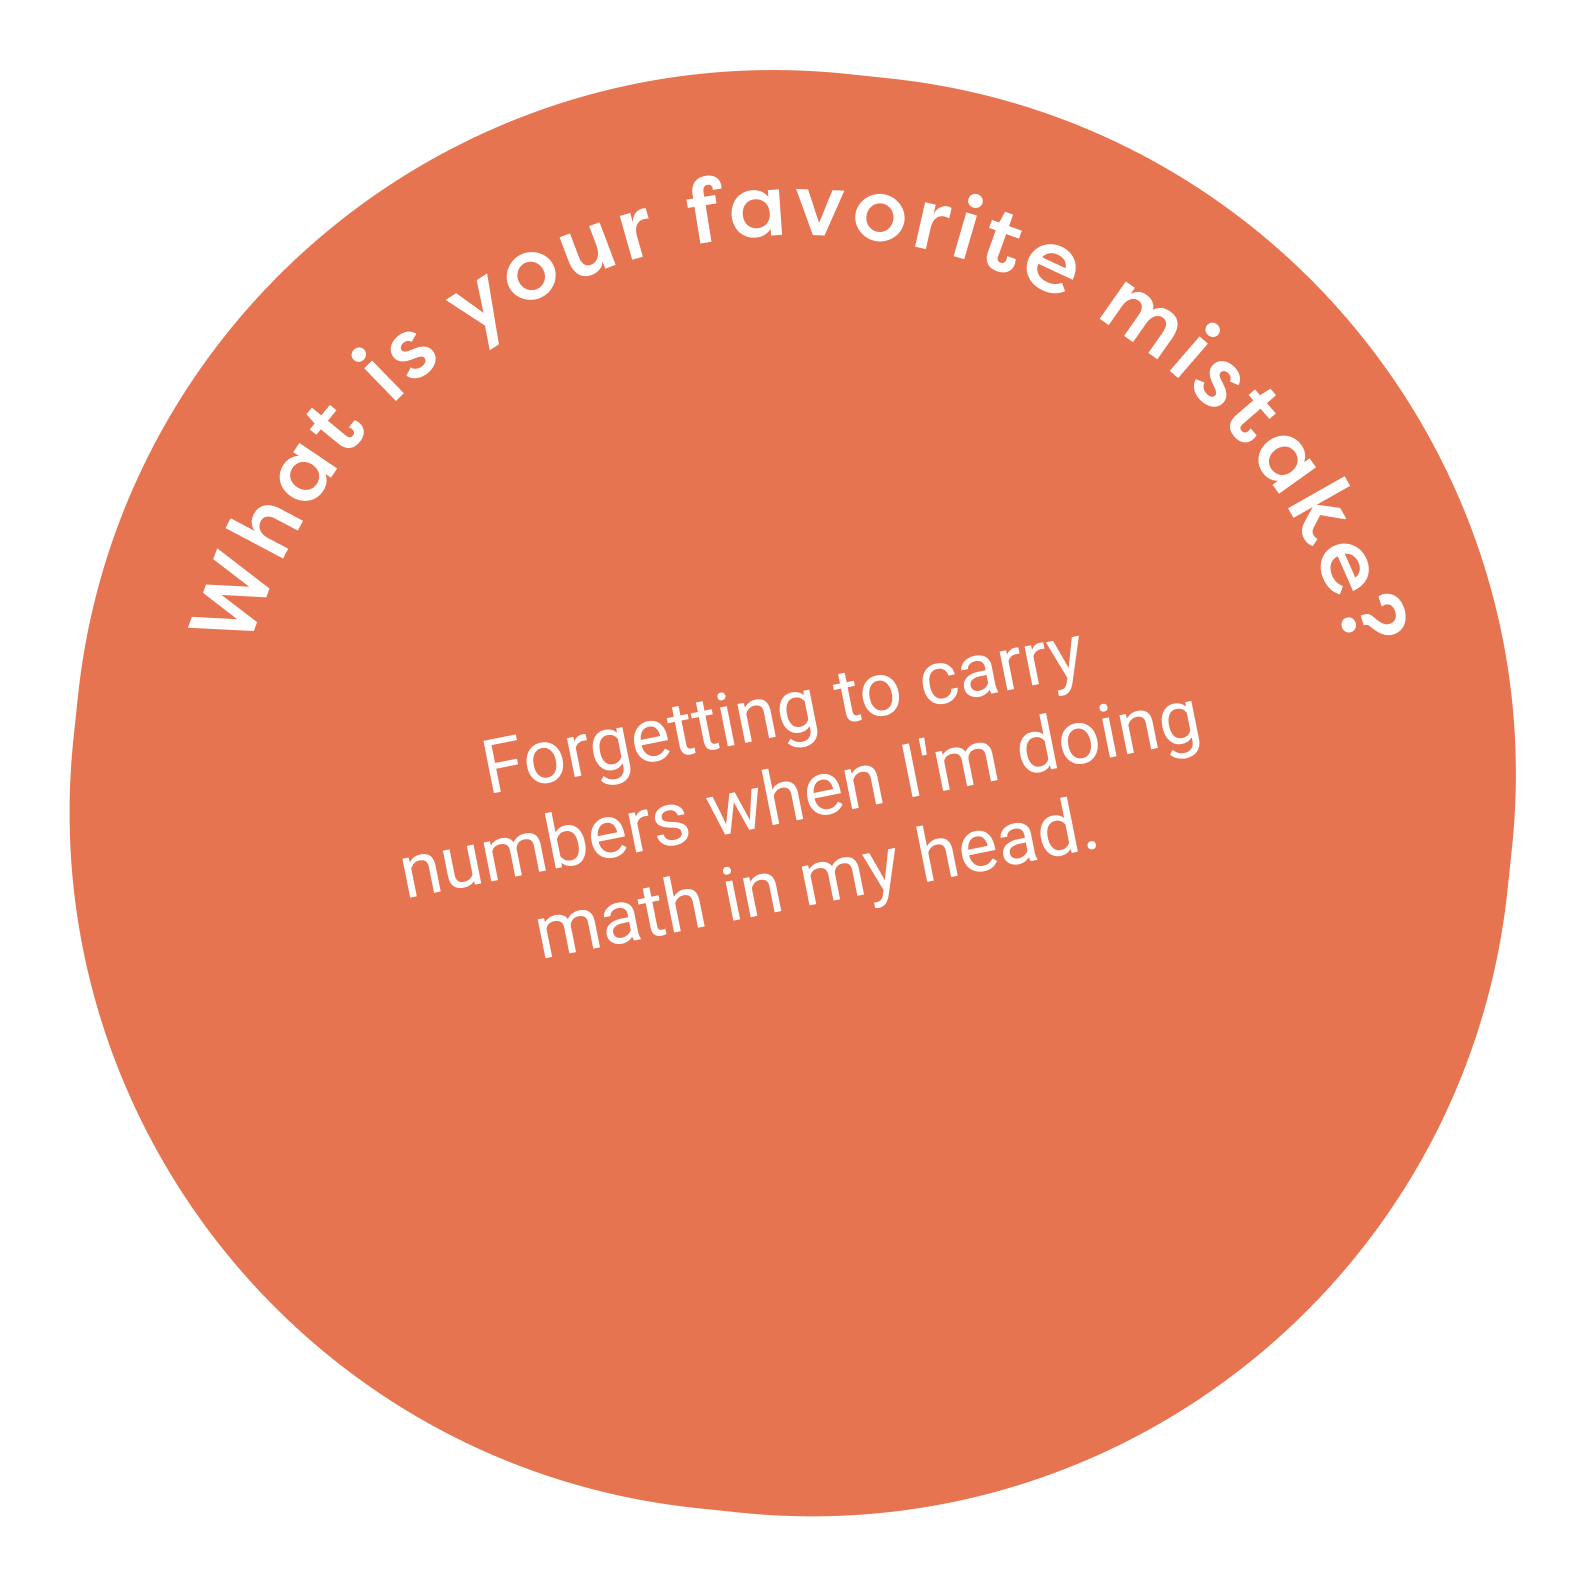 What is your favorite mistake?
Forgetting to carry
numbers when I'm doing
math in my head.